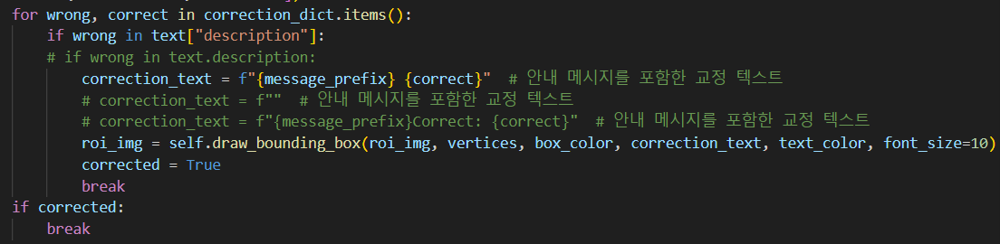 for wrong, correct in correction_dict.items():
    if wrong in text["description"]:
    # if wrong in text.description:
        correction_text = f"{message_prefix} {correct}"  # 안내 메시지를 포함한 교정 텍스트
        # correction_text = f""  # 안내 메시지를 포함한 교정 텍스트
        # correction_text = f"{message_prefix}Correct: {correct}"  # 안내 메시지를 포함한 교정 텍스트
        roi_img = self.draw_bounding_box(roi_img, vertices, box_color, correction_text, text_color, font_size=10)
        corrected = True
        break
if corrected:
    break